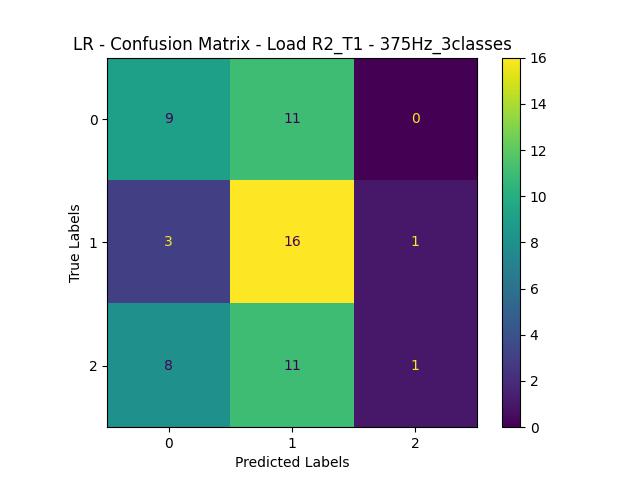 LR - Confusion Matrix - Load R2_T1 - 375Hz_3classes
True Labels
0
9 11 0
1
3 16 1
2
8 11 1
0 1 2
Predicted Labels
16
14
12
10
8
6
4
2
0